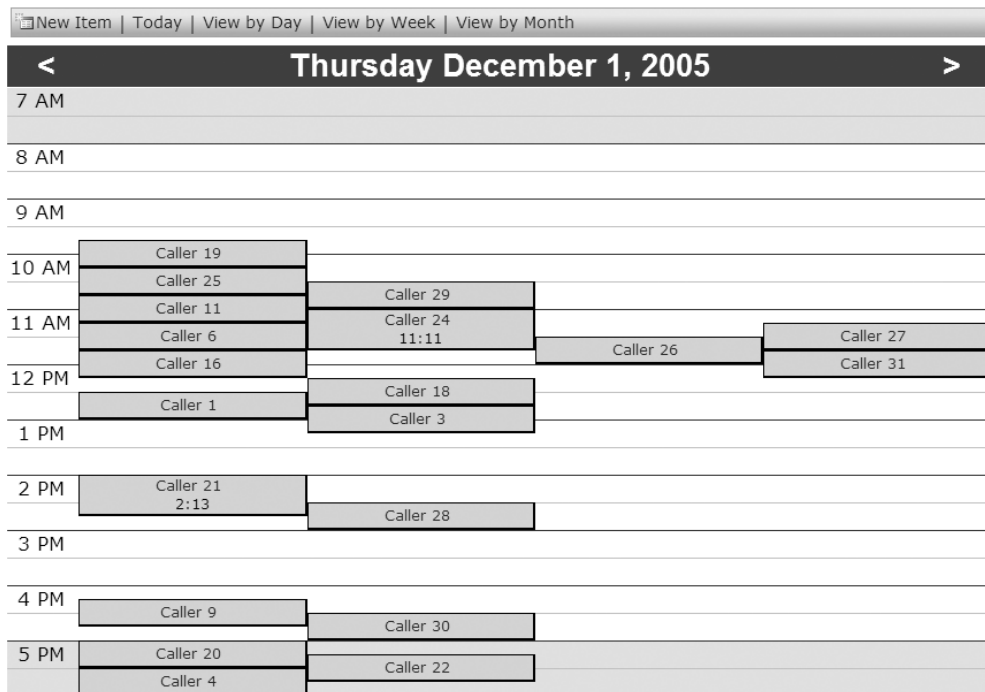 New Item | Today | View by Day | View by Week | View by Month
< Thursday December 1, 2005 >
7 AM
8 AM
9 AM
Caller 19
10 AM
Caller 25
Caller 29
Caller 11
Caller 24
11:11
11 AM
Caller 6
Caller 27
Caller 26
Caller 16
Caller 31
12 PM
Caller 18
Caller 1
Caller 3
1 PM
2 PM
Caller 21
2:13
Caller 28
3 PM
4 PM
Caller 9
Caller 30
5 PM
Caller 20
Caller 22
Caller 4